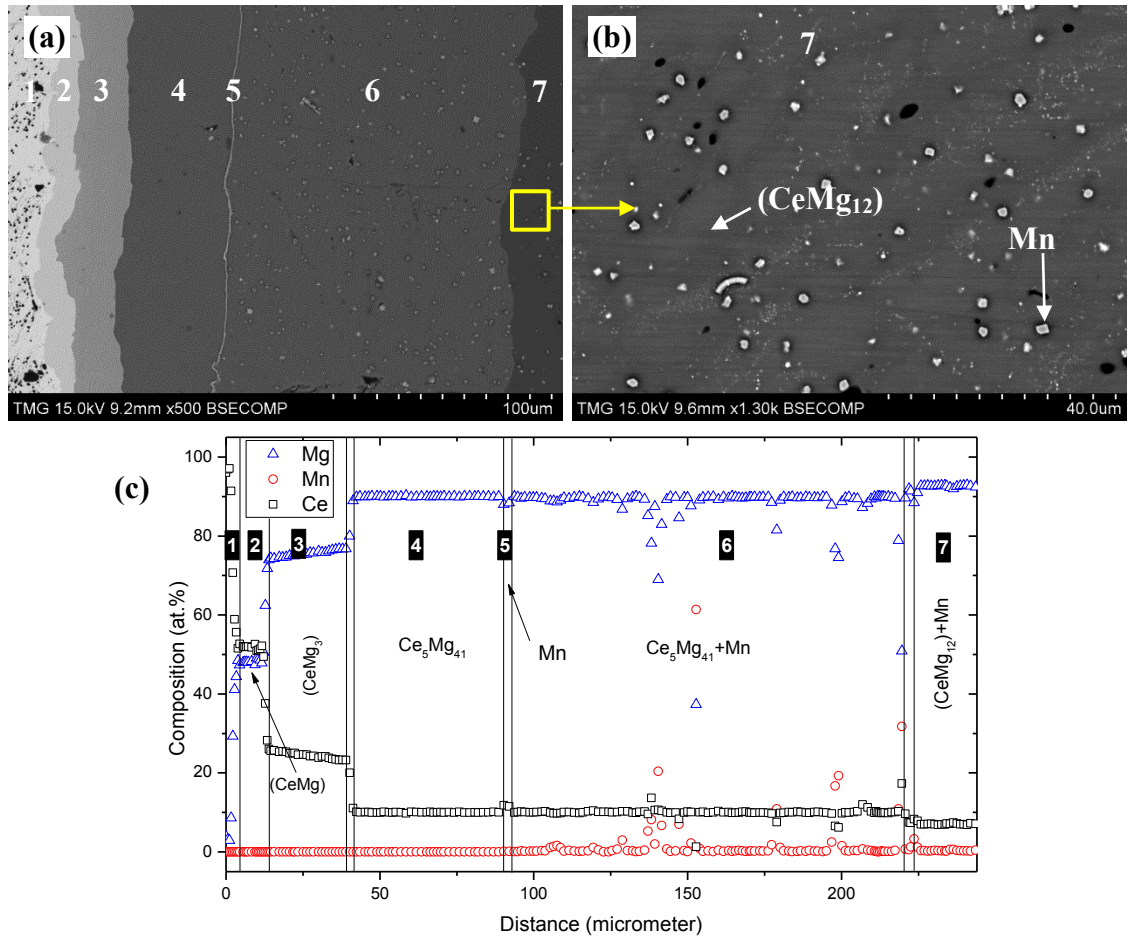 (a)
1 2 3 4 5 6 7
TMG 15.0kV 9.2mm x500 BSECOMP 100um
(b)
7
(CeMg12)
Mn
TMG 15.0kV 9.6mm x1.30k BSECOMP 40.0um
(c)
Mg
Mn
Ce
100
80
60
40
20
0
Composition (at.%)
1 2 3 4 5 6 7
(CeMg)
(CeMg3)
Ce5Mg41
Mn
Ce5Mg41+Mn
(CeMg12)+Mn
0 50 100 150 200
Distance (micrometer)